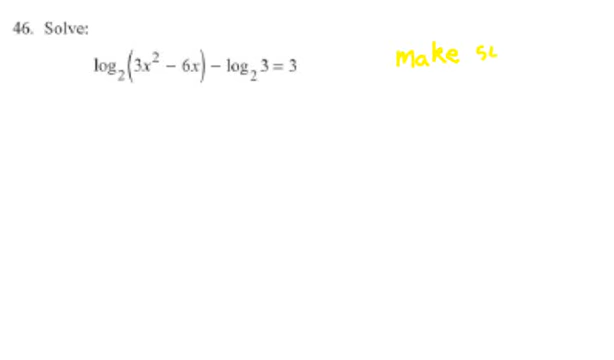 46. Solve:
log₂(3x² − 6x) − log₂ 3 = 3
make